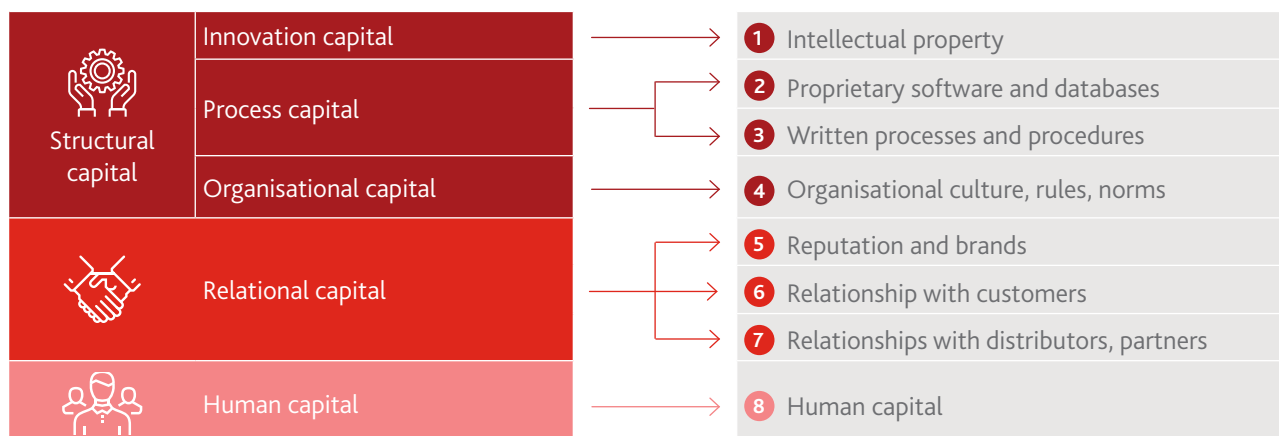 Structural
capital
Innovation capital
1 Intellectual property
Process capital
2 Proprietary software and databases
3 Written processes and procedures
Organisational capital
4 Organisational culture, rules, norms
Relational capital
5 Reputation and brands
6 Relationship with customers
7 Relationships with distributors, partners
Human capital
8 Human capital